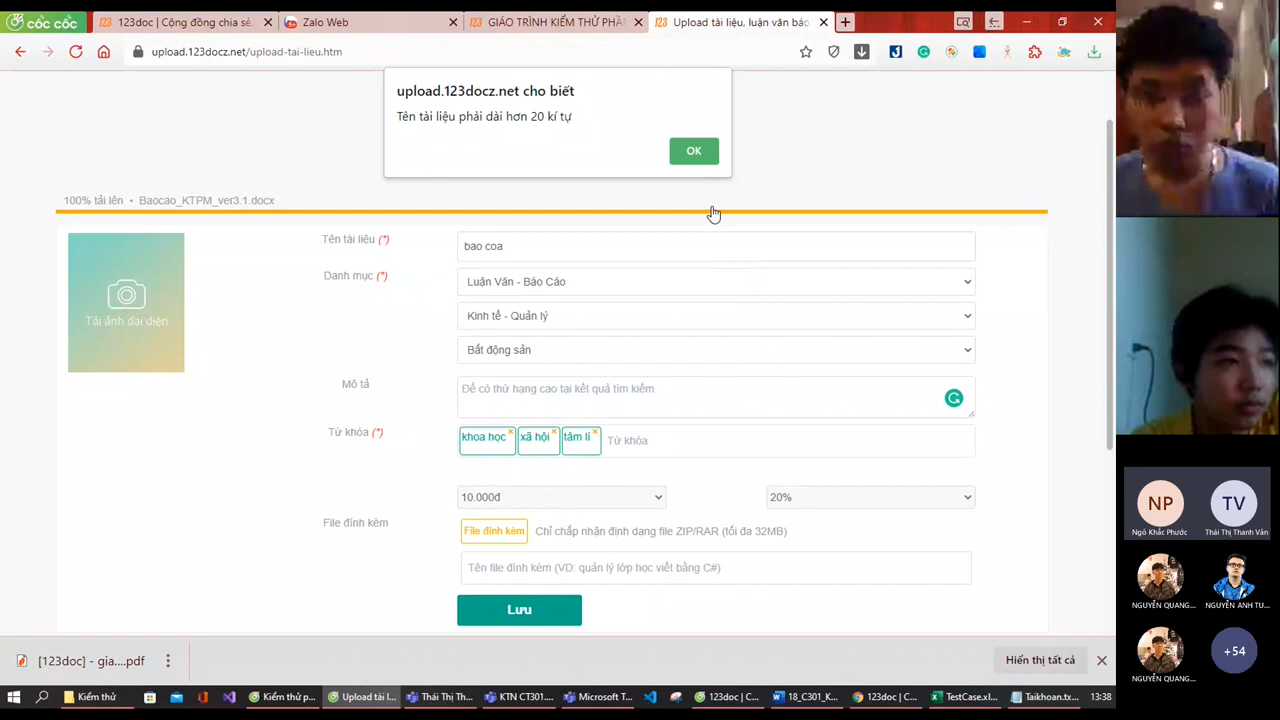 cốc cốc
123doc | Cộng đồng chia sẻ
Zalo Web
GIÁO TRÌNH KIỂM THỬ PHẦN
Upload tài liệu, luận văn báo
upload.123docz.net/upload-tai-lieu.htm
upload.123docz.net cho biết
Tên tài liệu phải dài hơn 20 kí tự
OK
100% tải lên • Baocao_KTPM_ver3.1.docx
Tên tài liệu (*)
bao coa
Danh mục (*)
Luận Văn - Báo Cáo
Kinh tế - Quản lý
Bất động sản
Tải ảnh đại diện
Mô tả
Để có thứ hạng cao tại kết quả tìm kiếm
Từ khóa (*)
khoa học × xã hội × tâm lí × Từ khóa
10.000đ
20%
File đính kèm
File đính kèm
Chỉ chấp nhận định dạng file ZIP/RAR (tối đa 32MB)
Tên file đính kèm (VD: quản lý lớp học viết bằng C#)
Lưu
[123doc] - gia....pdf
Hiển thị tất cả
Kiểm thử
Kiểm thử p...
Upload tài l...
Thái Thị Th...
KTN CT301....
Microsoft T...
123doc | C...
18_C301_K...
123doc | C...
TestCase.xl...
Taikhoan.tx...
13:38
NP
TV
Ngô Khắc Phước
Thái Thị Thanh Vân
NGUYỄN QUANG...
NGUYỄN ANH TU...
+54
NGUYỄN QUANG...